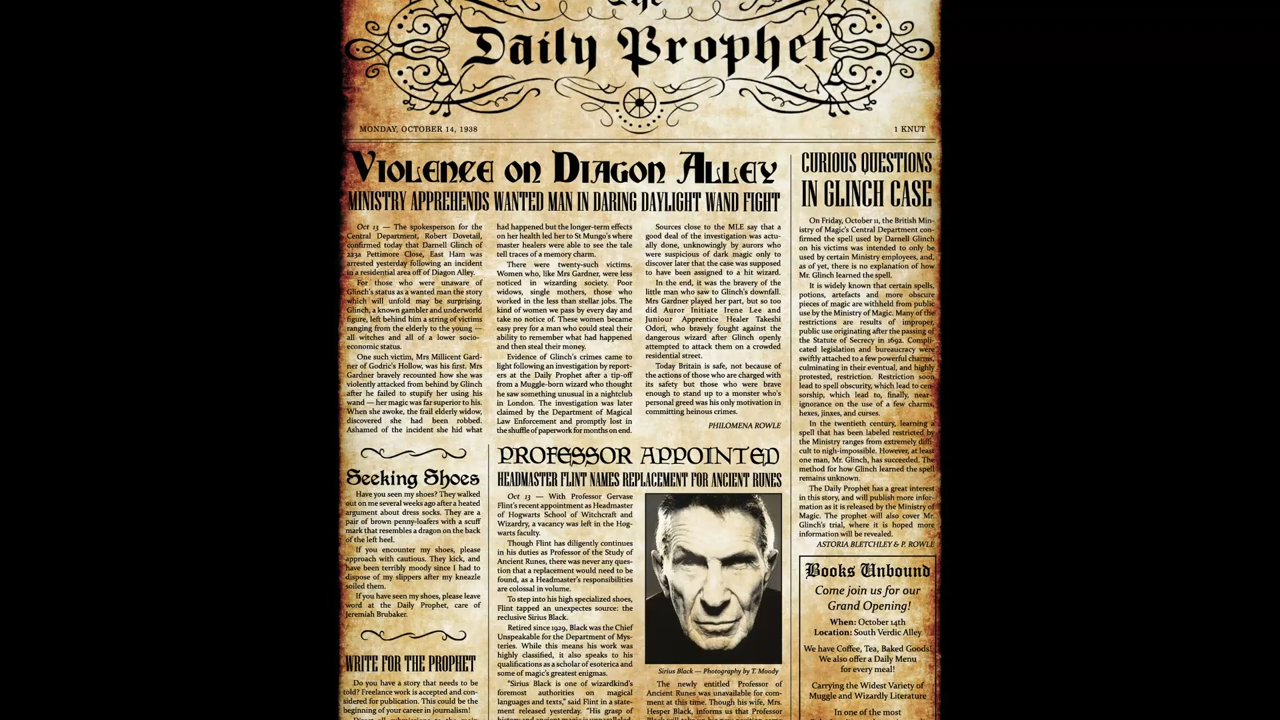 The
Daily Prophet
MONDAY, OCTOBER 14, 1938
1 KNUT
Violence on Diagon Alley
MINISTRY APPREHENDS WANTED MAN IN DARING DAYLIGHT WAND FIGHT
Oct 13 — The spokesperson for the
Central Department, Robert Dovetail,
confirmed today that Darnell Glinch of
223a Pettimore Close, East Ham was
arrested yesterday following an incident
in a residential area off of Diagon Alley.
For those who were unaware of
Glinch's status as a wanted man the story
which will unfold may be surprising.
Glinch, a known gambler and underworld
figure, left behind him a string of victims
ranging from the elderly to the young —
all witches and all of a lower socio-
economic status.
One such victim, Mrs Millicent Gard-
ner of Godric's Hollow, was his first. Mrs
Gardner bravely recounted how she was
violently attacked from behind by Glinch
after he failed to stupify her using his
wand — her magic was far superior to his.
When she awoke, the frail elderly widow,
discovered she had been robbed.
Ashamed of the incident she hid what
had happened but the longer-term effects
on her health led her to St Mungo's where
master healers were able to see the tale
tell traces of a memory charm.
There were twenty-such victims.
Women who, like Mrs Gardner, were less
noticed in wizarding society. Poor
widows, single mothers, those who
worked in the less than stellar jobs. The
kind of women we pass by every day and
take no notice of. These women became
easy prey for a man who could steal their
ability to remember what had happened
and then steal their money.
Evidence of Glinch's crimes came to
light following an investigation by report-
ers at the Daily Prophet after a tip-off
from a Muggle-born wizard who thought
he saw something unusual in a nightclub
in London. The investigation was later
claimed by the Department of Magical
Law Enforcement and promptly lost in
the shuffle of paperwork for months on end.
Sources close to the MLE say that a
good deal of the investigation was actu-
ally done, unknowingly by aurors who
were suspicious of dark magic only to
discover later that the case was supposed
to have been assigned to a hit wizard.
In the end, it was the bravery of the
little man who saw to Glinch's downfall.
Mrs Gardner played her part, but so too
did Auror Initiate Irene Lee and
Juniour Apprentice Healer Takeshi
Odori, who bravely fought against the
dangerous wizard after Glinch openly
attempted to attack them on a crowded
residential street.
Today Britain is safe, not because of
the actions of those who are charged with
its safety but those who were brave
enough to stand up to a monster who's
personal greed was his only motivation in
committing heinous crimes.
PHILOMENA ROWLE
CURIOUS QUESTIONS
IN GLINCH CASE
On Friday, October 11, the British Min-
istry of Magic's Central Department con-
firmed the spell used by Darnell Glinch
on his victims was intended to only be
used by certain Ministry employees, and,
as of yet, there is no explanation of how
Mr. Glinch learned the spell.
It is widely known that certain spells,
potions, artefacts and more obscure
pieces of magic are withheld from public
use by the Ministry of Magic. Many of the
restrictions are results of improper,
public use originating after the passing of
the Statute of Secrecy in 1692. Compli-
cated legislation and bureaucracy were
swiftly attached to a few powerful charms,
culminating in their eventual, and highly
protested, restriction. Restriction soon
lead to spell obscurity, which lead to cen-
sorship, which lead to, finally, near-
ignorance on the use of a few charms,
hexes, jinxes, and curses.
In the twentieth century, learning a
spell that has been labeled restricted by
the Ministry ranges from extremely diffi-
cult to nigh-impossible. However, at least
one man, Mr. Glinch, has succeeded. The
method for how Glinch learned the spell
remains unknown.
The Daily Prophet has a great interest
in this story, and will publish more infor-
mation as it is released by the Ministry of
Magic. The prophet will also cover Mr.
Glinch's trial, where it is hoped more
information will be revealed.
ASTORIA BLETCHLEY & P. ROWLE
Seeking Shoes
Have you seen my shoes? They walked
out on me several weeks ago after a heated
argument about dress socks. They are a
pair of brown penny-loafers with a scuff
mark that resembles a dragon on the back
of the left heel.
If you encounter my shoes, please
approach with cautious. They kick, and
have been terribly moody since I had to
dispose of my slippers after my kneazle
soiled them.
If you have seen my shoes, please leave
word at the Daily Prophet, care of
Jeremiah Brubaker.
WRITE FOR THE PROPHET
Do you have a story that needs to be
told? Freelance work is accepted and con-
sidered for publication. This could be the
beginning of your career in journalism!
PROFESSOR APPOINTED
HEADMASTER FLINT NAMES REPLACEMENT FOR ANCIENT RUNES
Oct 13 — With Professor Gervase
Flint's recent appointment as Headmaster
of Hogwarts School of Witchcraft and
Wizardry, a vacancy was left in the Hog-
warts faculty.
Though Flint has diligently continues
in his duties as Professor of the Study of
Ancient Runes, there was never any ques-
tion that a replacement would need to be
found, as a Headmaster's responsibilities
are colossal in volume.
To step into his high specialized shoes,
Flint tapped an unexpects source: the
reclusive Sirius Black.
Retired since 1929, Black was the Chief
Unspeakable for the Department of Mys-
teries. While this means his work was
highly classified, it also speaks to his
qualifications as a scholar of esoterica and
some of magic's greatest enigmas.
"Sirius Black is one of wizardkind's
foremost authorities on magical
languages and texts," said Flint in a state-
ment released yesterday. "His grasp of
Sirius Black — Photography by T. Moody
The newly entitled Professor of
Ancient Runes was unavailable for com-
ment at this time. Though his wife, Mrs.
Hesper Black, informs us that Professor
Books Unbound
Come join us for our
Grand Opening!
When: October 14th
Location: South Verdic Alley
We have Coffee, Tea, Baked Goods!
We also offer a Daily Menu
for every meal!
Carrying the Widest Variety of
Muggle and Wizardly Literature
In one of the most